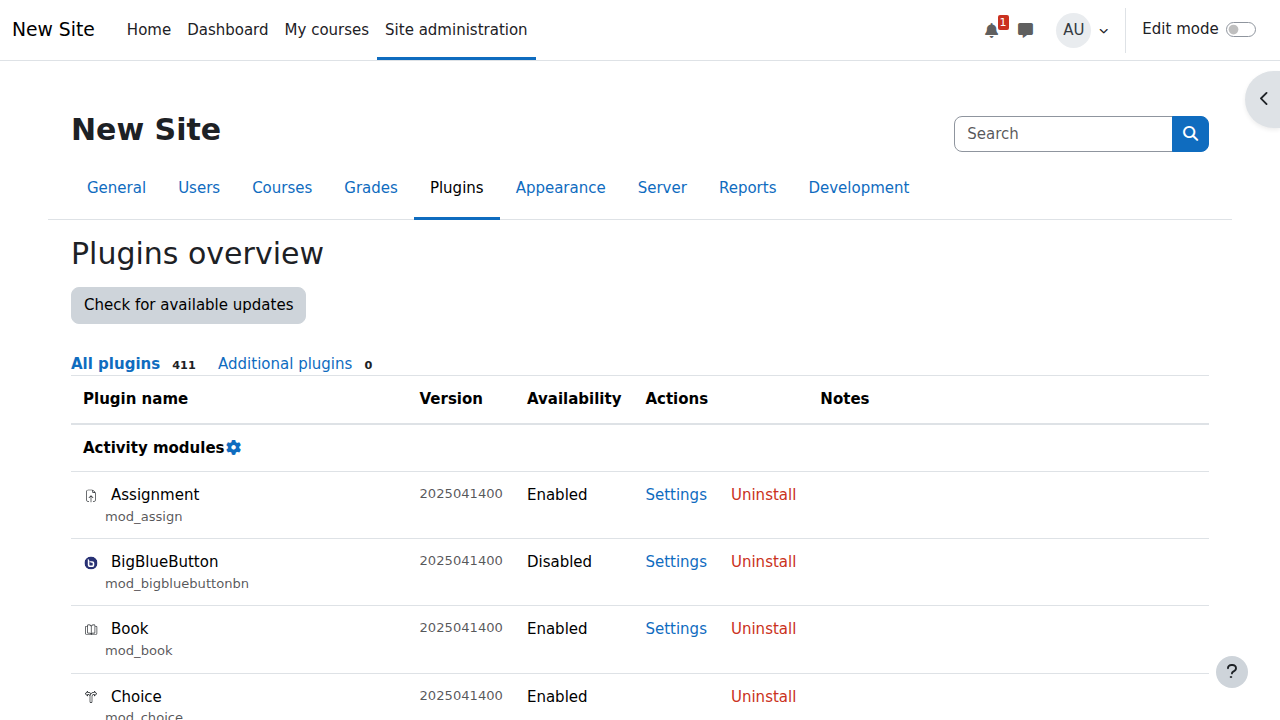 New Site Home Dashboard My courses Site administration 1 AU Edit mode
New Site
Search
General Users Courses Grades Plugins Appearance Server Reports Development
Plugins overview
Check for available updates
All plugins 411 Additional plugins 0
Plugin name Version Availability Actions Notes
Activity modules
Assignment 2025041400 Enabled Settings Uninstall
mod_assign
BigBlueButton 2025041400 Disabled Settings Uninstall
mod_bigbluebuttonbn
Book 2025041400 Enabled Settings Uninstall
mod_book
Choice 2025041400 Enabled Uninstall
mod_choice
?